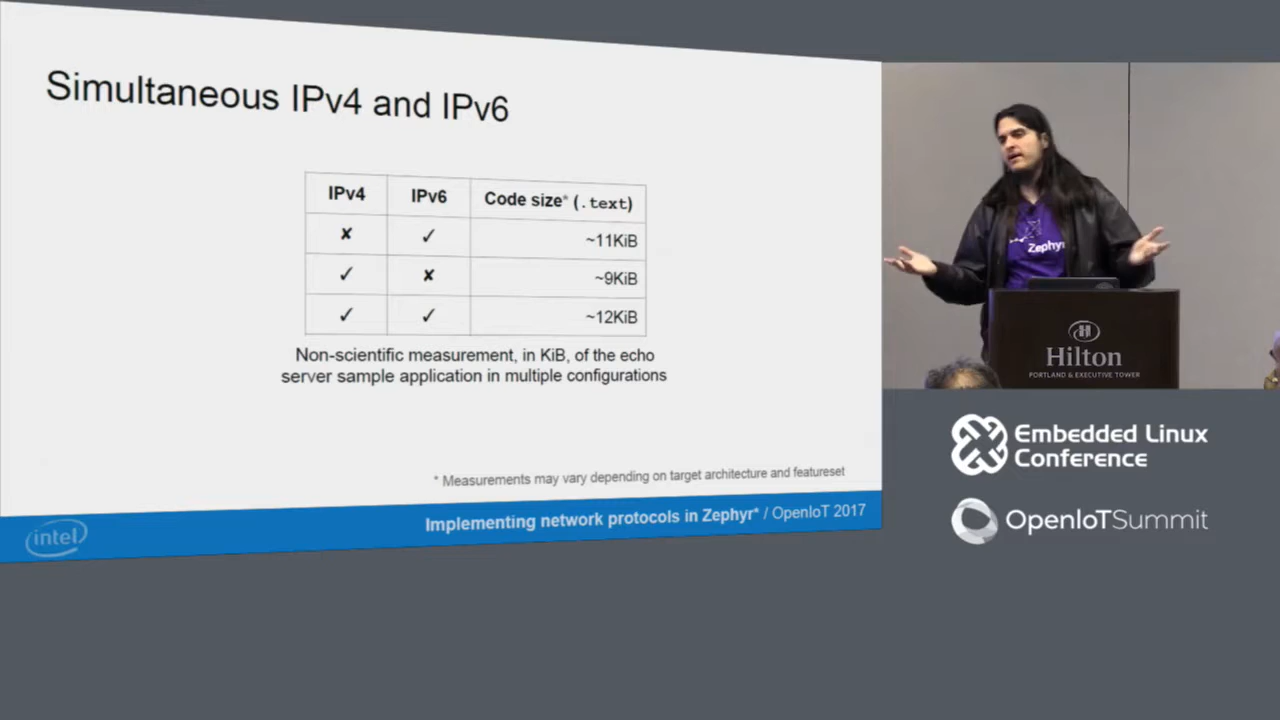 Simultaneous IPv4 and IPv6
IPv4 IPv6 Code size* (.text)
✘ ✓ ~11KiB
✓ ✘ ~9KiB
✓ ✓ ~12KiB
Non-scientific measurement, in KiB, of the echo
server sample application in multiple configurations
* Measurements may vary depending on target architecture and featureset
intel
Implementing network protocols in Zephyr* / OpenIoT 2017
Zephyr
Hilton
PORTLAND & EXECUTIVE TOWER
Embedded Linux
Conference
OpenIoTSummit